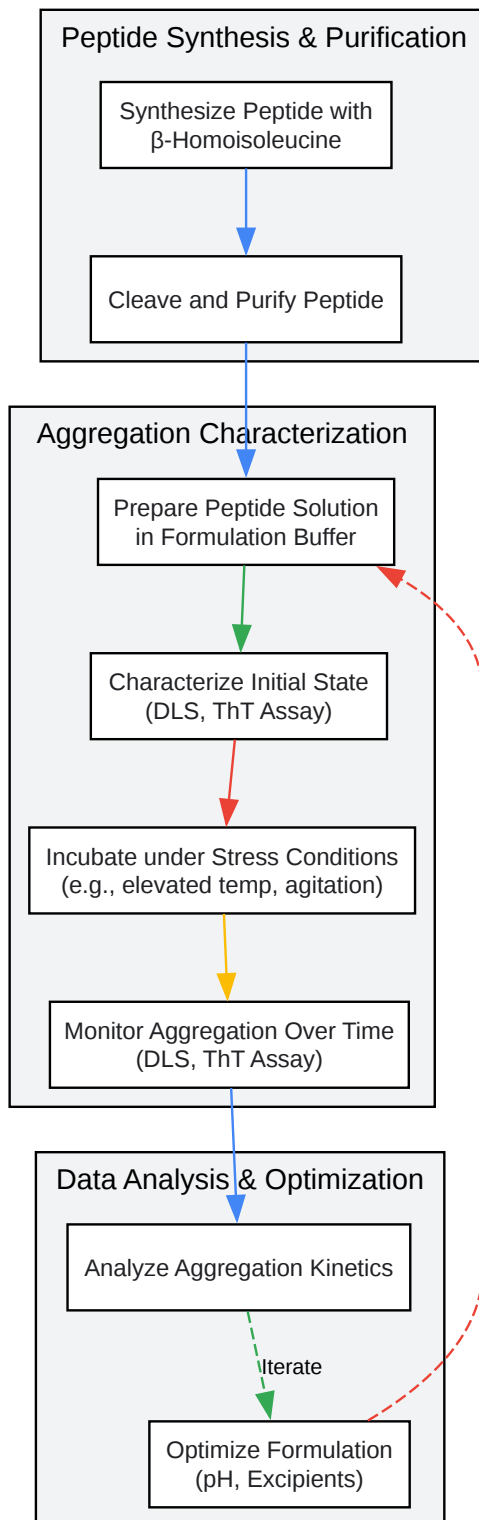 Peptide Synthesis & Purification
Synthesize Peptide with
β-Homoisoleucine
Cleave and Purify Peptide
Aggregation Characterization
Prepare Peptide Solution
in Formulation Buffer
Characterize Initial State
(DLS, ThT Assay)
Incubate under Stress Conditions
(e.g., elevated temp, agitation)
Monitor Aggregation Over Time
(DLS, ThT Assay)
Data Analysis & Optimization
Analyze Aggregation Kinetics
Iterate
Optimize Formulation
(pH, Excipients)